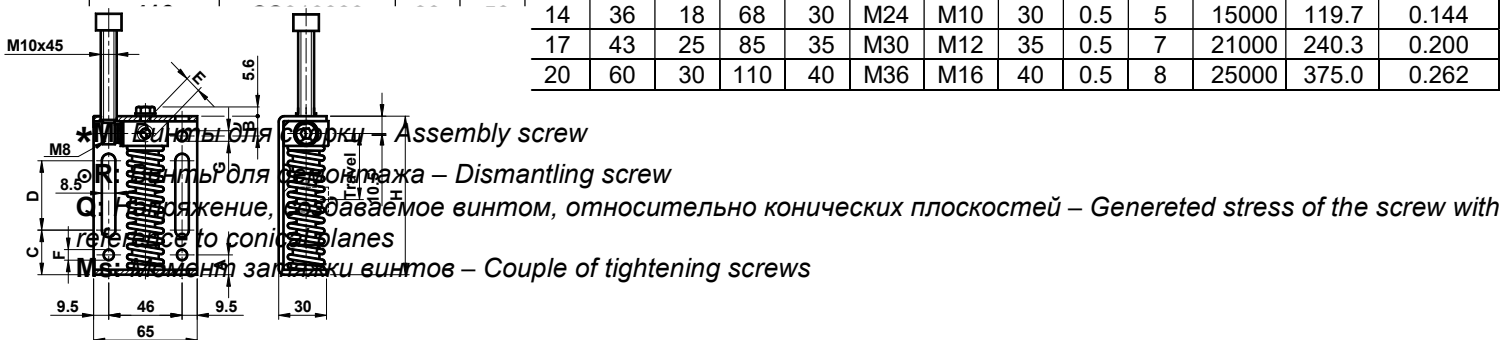 14 36 18 68 30 M24 M10 30 0.5 5 15000 119.7 0.144
17 43 25 85 35 M30 M12 35 0.5 7 21000 240.3 0.200
20 60 30 110 40 M36 M16 40 0.5 8 25000 375.0 0.262
M10x45
5.6
E
B
*M: Винты для сборки – Assembly screw
M8
G
Travel
H
⊙R: Винты для демонтажа – Dismantling screw
8.5
D
Q: Напряжение, создаваемое винтом, относительно конических плоскостей – Genereted stress of the screw with
reference to conical planes
C
F
A
Ms: Момент затяжки винтов – Couple of tightening screws
9.5 46 9.5 30
65